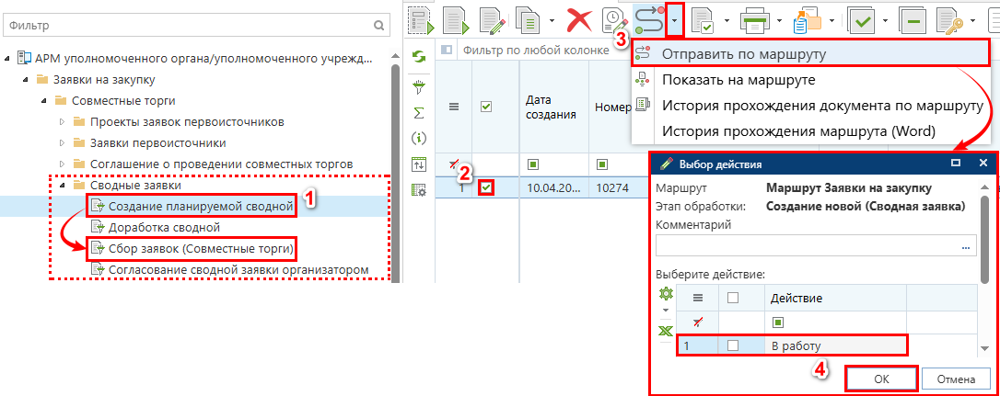 Фильтр
АРМ уполномоченного органа/уполномоченного учрежд...
Заявки на закупку
Совместные торги
Проекты заявок первоисточников
Заявки первоисточники
Соглашение о проведении совместных торгов
Сводные заявки
1
Создание планируемой сводной
Доработка сводной
Сбор заявок (Совместные торги)
Согласование сводной заявки организатором
3
Фильтр по любой колонке
Дата создания
Номер
2
1 10.04.20... 10274
Отправить по маршруту
Показать на маршруте
История прохождения документа по маршруту
История прохождения маршрута (Word)
Выбор действия
Маршрут Маршрут Заявки на закупку
Этап обработки: Создание новой (Сводная заявка)
Комментарий
...
Выберите действие:
Действие
1 В работу
4
ОК Отмена